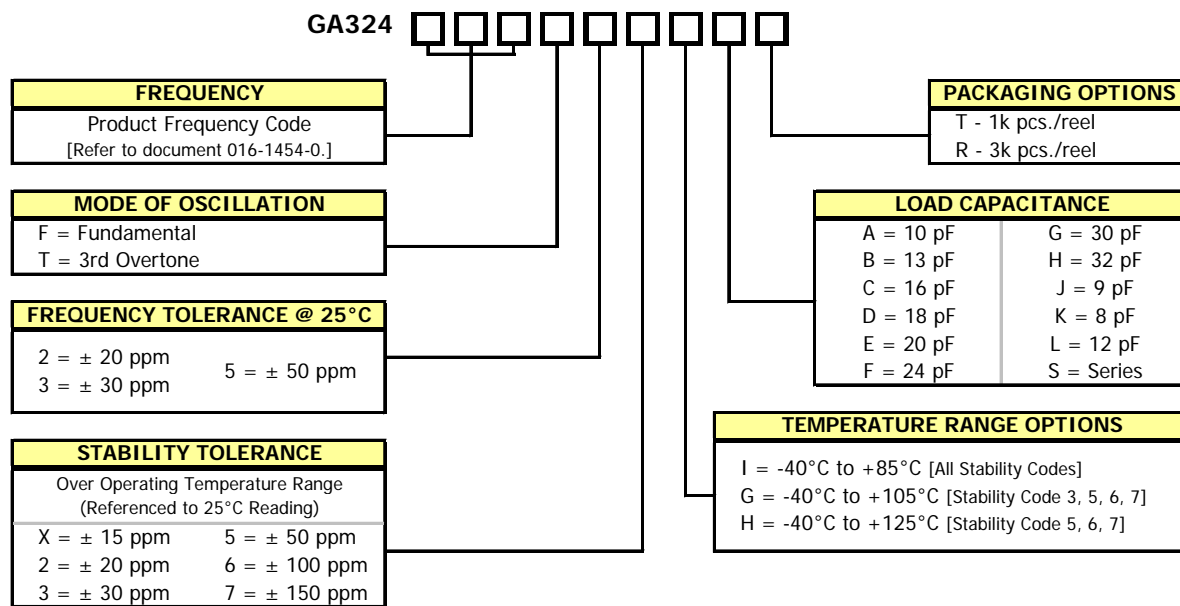 GA324
FREQUENCY
Product Frequency Code
[Refer to document 016-1454-0.]
MODE OF OSCILLATION
F = Fundamental
T = 3rd Overtone
FREQUENCY TOLERANCE @ 25°C
2 = ± 20 ppm
3 = ± 30 ppm
5 = ± 50 ppm
STABILITY TOLERANCE
Over Operating Temperature Range
(Referenced to 25°C Reading)
X = ± 15 ppm
2 = ± 20 ppm
3 = ± 30 ppm
5 = ± 50 ppm
6 = ± 100 ppm
7 = ± 150 ppm
PACKAGING OPTIONS
T - 1k pcs./reel
R - 3k pcs./reel
LOAD CAPACITANCE
A = 10 pF
B = 13 pF
C = 16 pF
D = 18 pF
E = 20 pF
F = 24 pF
G = 30 pF
H = 32 pF
J = 9 pF
K = 8 pF
L = 12 pF
S = Series
TEMPERATURE RANGE OPTIONS
I = -40°C to +85°C [All Stability Codes]
G = -40°C to +105°C [Stability Code 3, 5, 6, 7]
H = -40°C to +125°C [Stability Code 5, 6, 7]